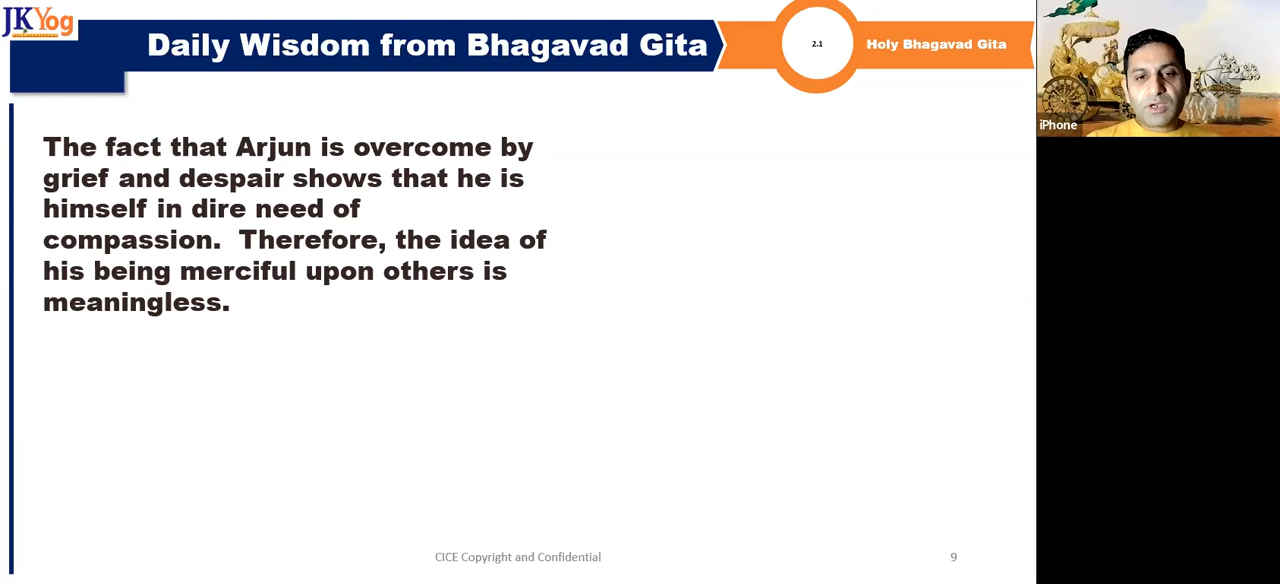 JKYog
Daily Wisdom from Bhagavad Gita
2.1
Holy Bhagavad Gita
iPhone
The fact that Arjun is overcome by
grief and despair shows that he is
himself in dire need of
compassion.  Therefore, the idea of
his being merciful upon others is
meaningless.
CICE Copyright and Confidential
9